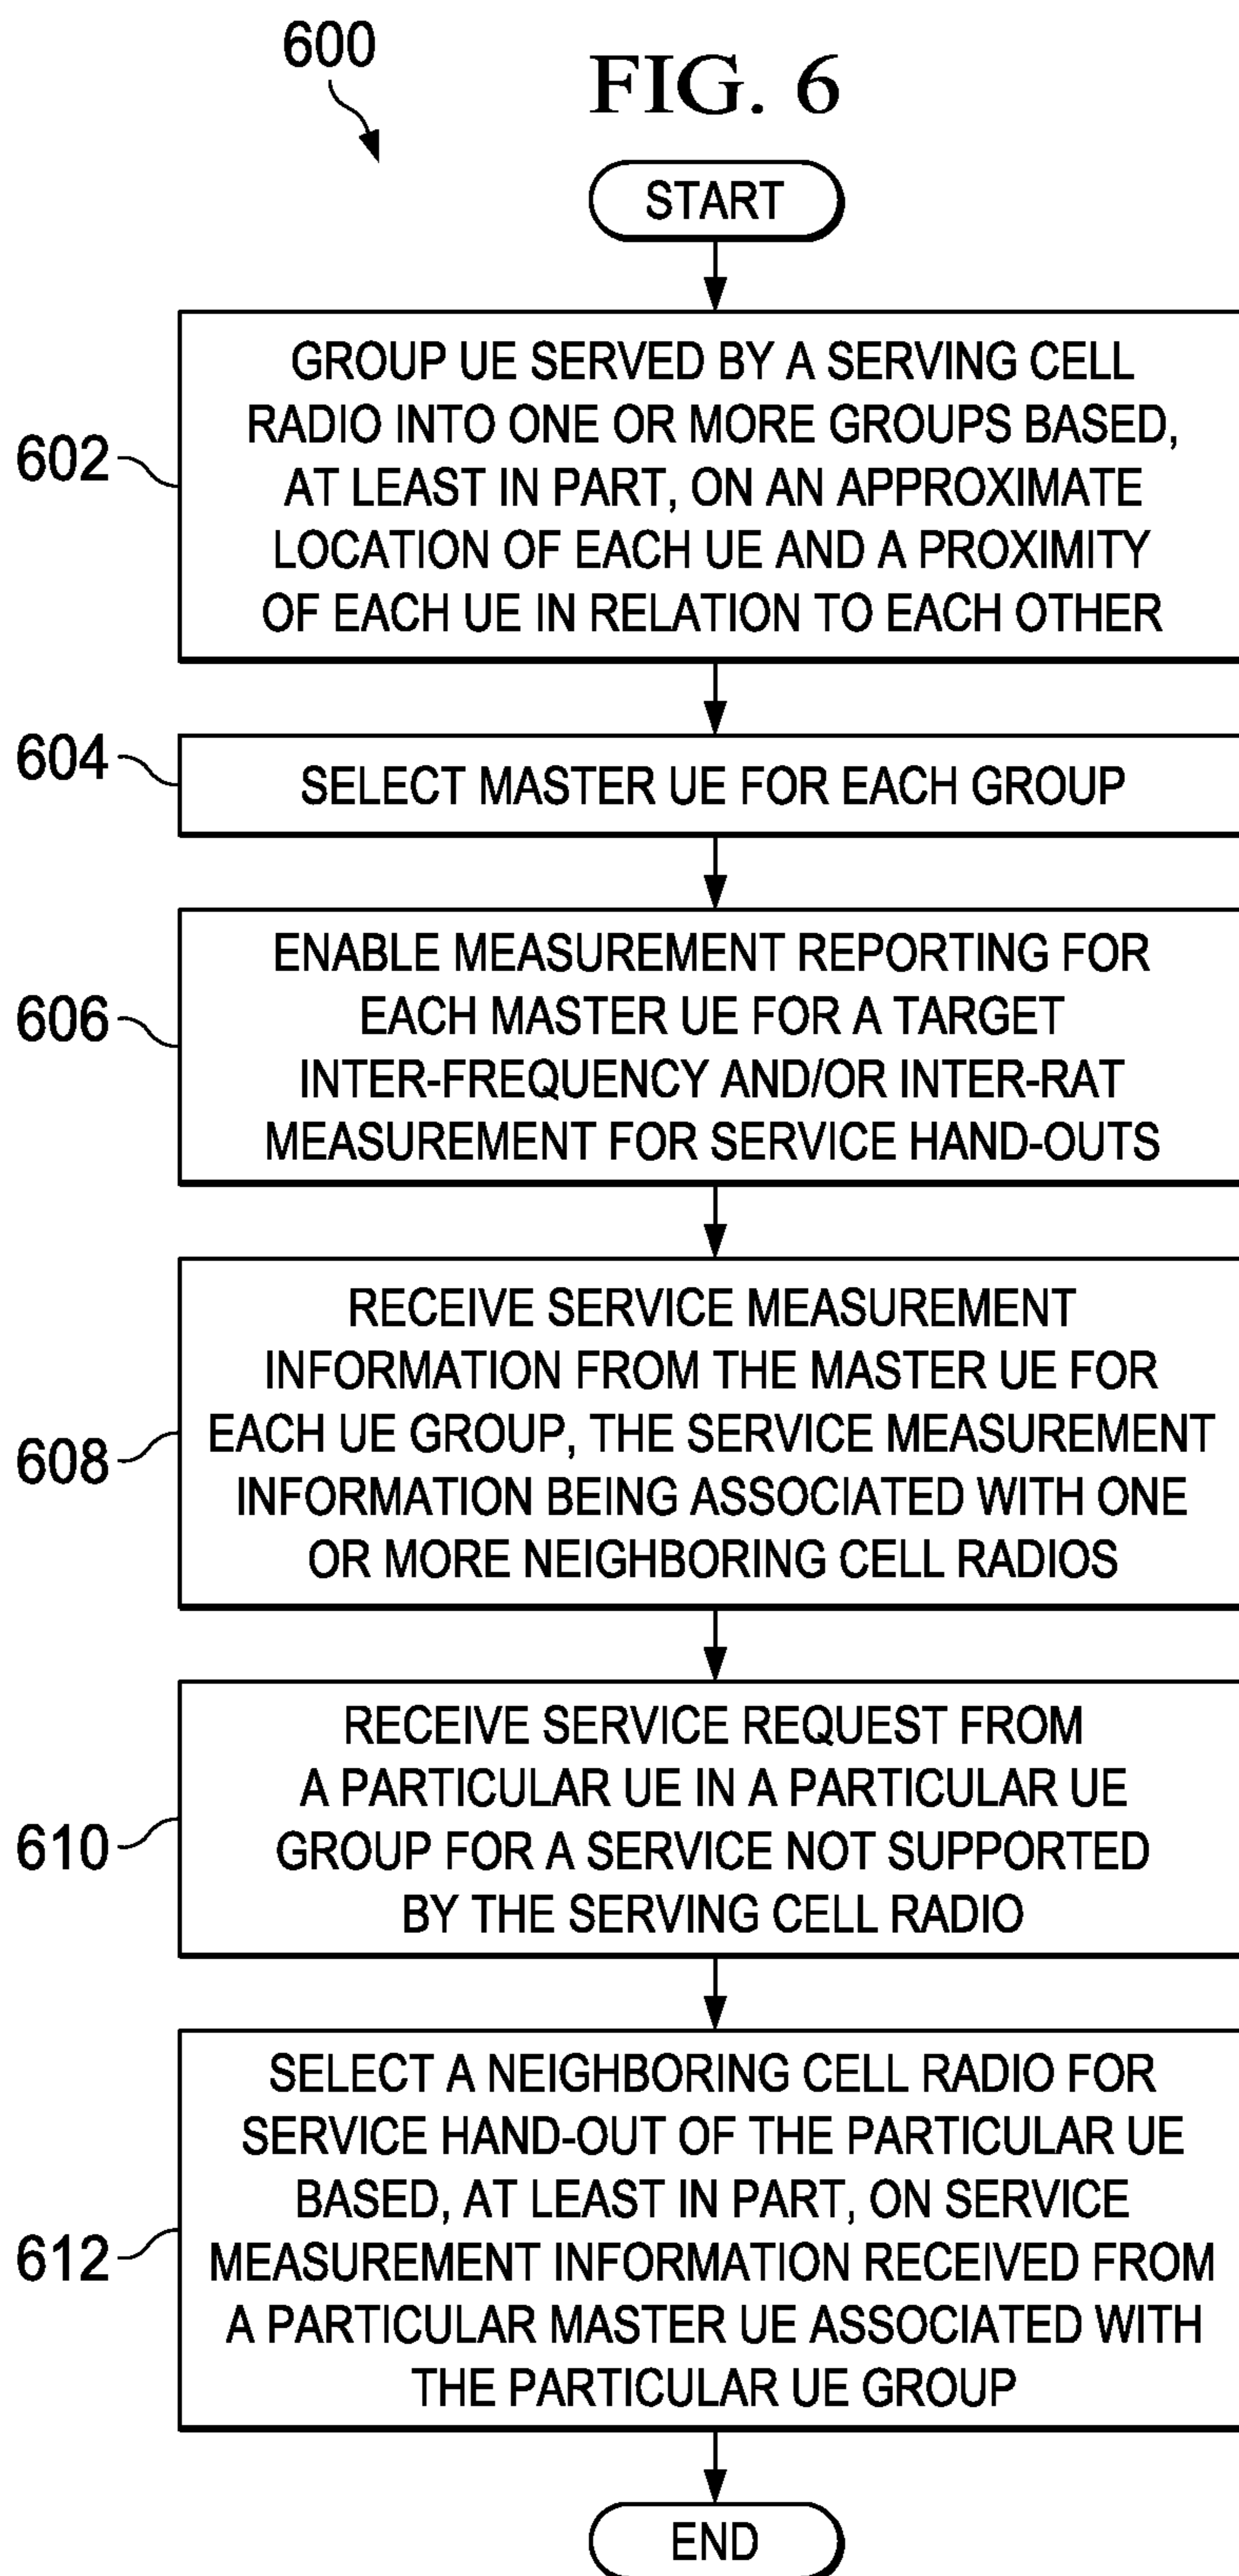 600
FIG. 6
START
602
GROUP UE SERVED BY A SERVING CELL
RADIO INTO ONE OR MORE GROUPS BASED,
AT LEAST IN PART, ON AN APPROXIMATE
LOCATION OF EACH UE AND A PROXIMITY
OF EACH UE IN RELATION TO EACH OTHER
604
SELECT MASTER UE FOR EACH GROUP
606
ENABLE MEASUREMENT REPORTING FOR
EACH MASTER UE FOR A TARGET
INTER-FREQUENCY AND/OR INTER-RAT
MEASUREMENT FOR SERVICE HAND-OUTS
608
RECEIVE SERVICE MEASUREMENT
INFORMATION FROM THE MASTER UE FOR
EACH UE GROUP, THE SERVICE MEASUREMENT
INFORMATION BEING ASSOCIATED WITH ONE
OR MORE NEIGHBORING CELL RADIOS
610
RECEIVE SERVICE REQUEST FROM
A PARTICULAR UE IN A PARTICULAR UE
GROUP FOR A SERVICE NOT SUPPORTED
BY THE SERVING CELL RADIO
612
SELECT A NEIGHBORING CELL RADIO FOR
SERVICE HAND-OUT OF THE PARTICULAR UE
BASED, AT LEAST IN PART, ON SERVICE
MEASUREMENT INFORMATION RECEIVED FROM
A PARTICULAR MASTER UE ASSOCIATED WITH
THE PARTICULAR UE GROUP
END